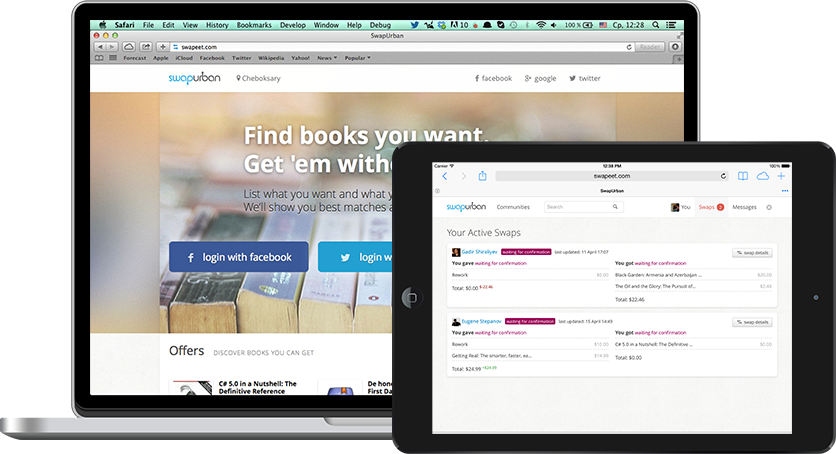 Safari File Edit View History Bookmarks Develop Window Help Debug 10 100 % Ср, 12:28
SwapUrban
swapeet.com Reader
Forecast Apple iCloud Facebook Twitter Wikipedia Yahoo! News Popular
swapurban Cheboksary facebook google twitter
Find books you want.
Get 'em witho
List what you want and what y
We'll show you best matches a
login with facebook login w
Offers DISCOVER BOOKS YOU CAN GET
C# 5.0 in a Nutshell: The
Definitive Reference
De hond
First Da
Carrier 12:38 PM 100%
swapeet.com
SwapUrban
swapurban Communities Search You Swaps 2 Messages
Your Active Swaps
Gadir Shiraliyev waiting for confirmation last updated: 11 April 17:07 swap details
You gave waiting for confirmation You got waiting for confirmation
Rework $0.00 Black Garden: Armenia and Azerbaijan ... $20.00
The Oil and the Glory: The Pursuit of... $2.46
Total: $0.00 $-22.46 Total: $22.46
Eugene Stepanov waiting for confirmation last updated: 15 April 14:43 swap details
You gave waiting for confirmation You got waiting for confirmation
Rework $10.00 C# 5.0 in a Nutshell: The Definitive ... $0.00
Getting Real: The smarter, faster, ea... $14.99 Total: $0.00
Total: $24.99 +$24.99